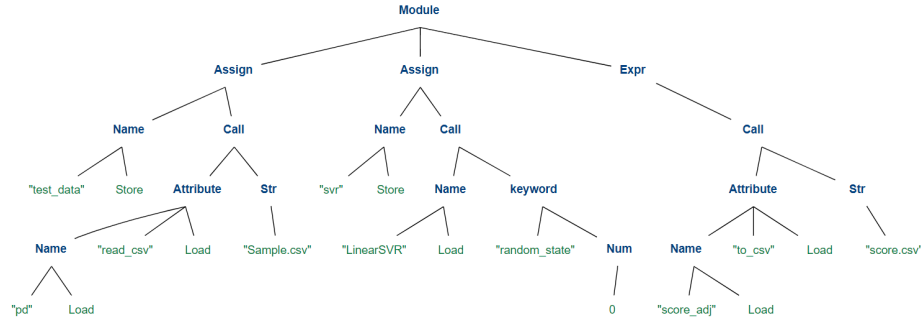 Module
Assign Assign Expr
Name Call Name Call Call
"test_data" Store Attribute Str "svr" Store Name keyword Attribute Str
Name "read_csv" Load "Sample.csv" "LinearSVR" Load "random_state" Num Name "to_csv" Load "score.csv'
"pd" Load 0 "score_adj" Load